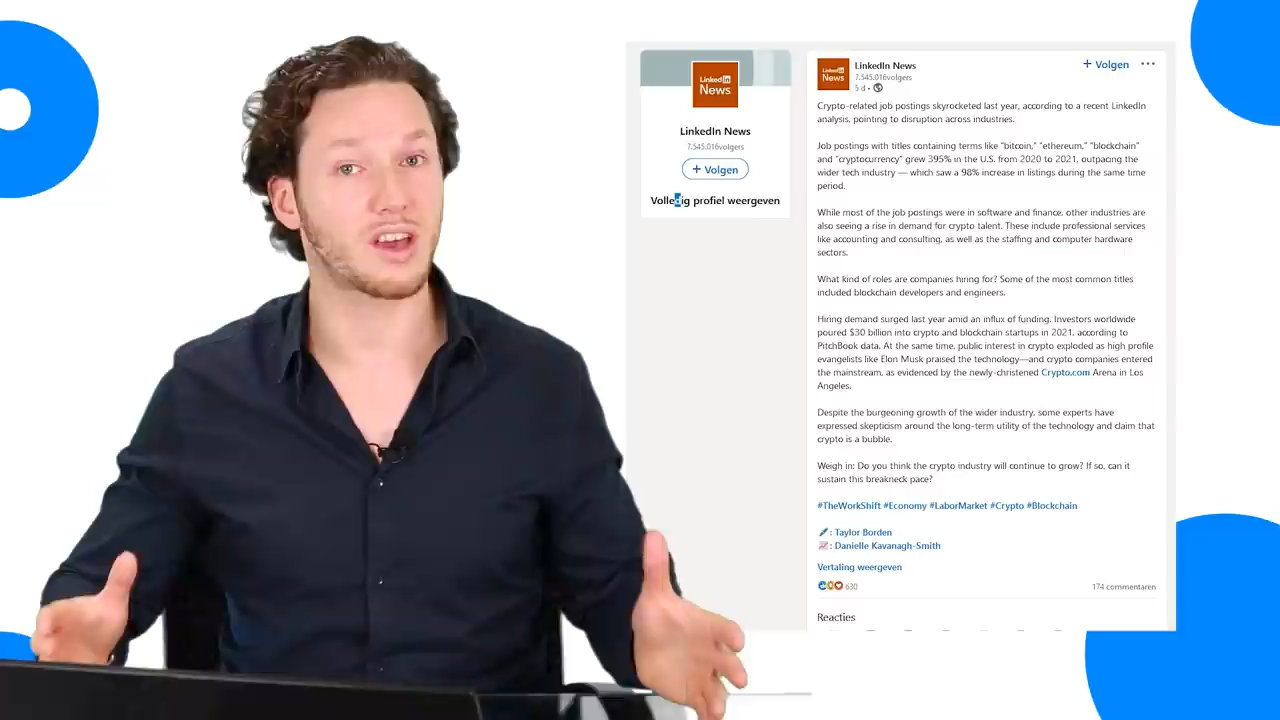 Linked in
News
LinkedIn News
7.545.016volgers
+ Volgen
Volledig profiel weergeven
Linked in
News
LinkedIn News
7.545.016volgers
5 d •
+ Volgen
Crypto-related job postings skyrocketed last year, according to a recent LinkedIn
analysis, pointing to disruption across industries.
Job postings with titles containing terms like "bitcoin," "ethereum," "blockchain"
and "cryptocurrency" grew 395% in the U.S. from 2020 to 2021, outpacing the
wider tech industry — which saw a 98% increase in listings during the same time
period.
While most of the job postings were in software and finance, other industries are
also seeing a rise in demand for crypto talent. These include professional services
like accounting and consulting, as well as the staffing and computer hardware
sectors.
What kind of roles are companies hiring for? Some of the most common titles
included blockchain developers and engineers.
Hiring demand surged last year amid an influx of funding. Investors worldwide
poured $30 billion into crypto and blockchain startups in 2021, according to
PitchBook data. At the same time, public interest in crypto exploded as high profile
evangelists like Elon Musk praised the technology—and crypto companies entered
the mainstream, as evidenced by the newly-christened Crypto.com Arena in Los
Angeles.
Despite the burgeoning growth of the wider industry, some experts have
expressed skepticism around the long-term utility of the technology and claim that
crypto is a bubble.
Weigh in: Do you think the crypto industry will continue to grow? If so, can it
sustain this breakneck pace?
#TheWorkShift #Economy #LaborMarket #Crypto #Blockchain
: Taylor Borden
: Danielle Kavanagh-Smith
Vertaling weergeven
630
174 commentaren
Reacties